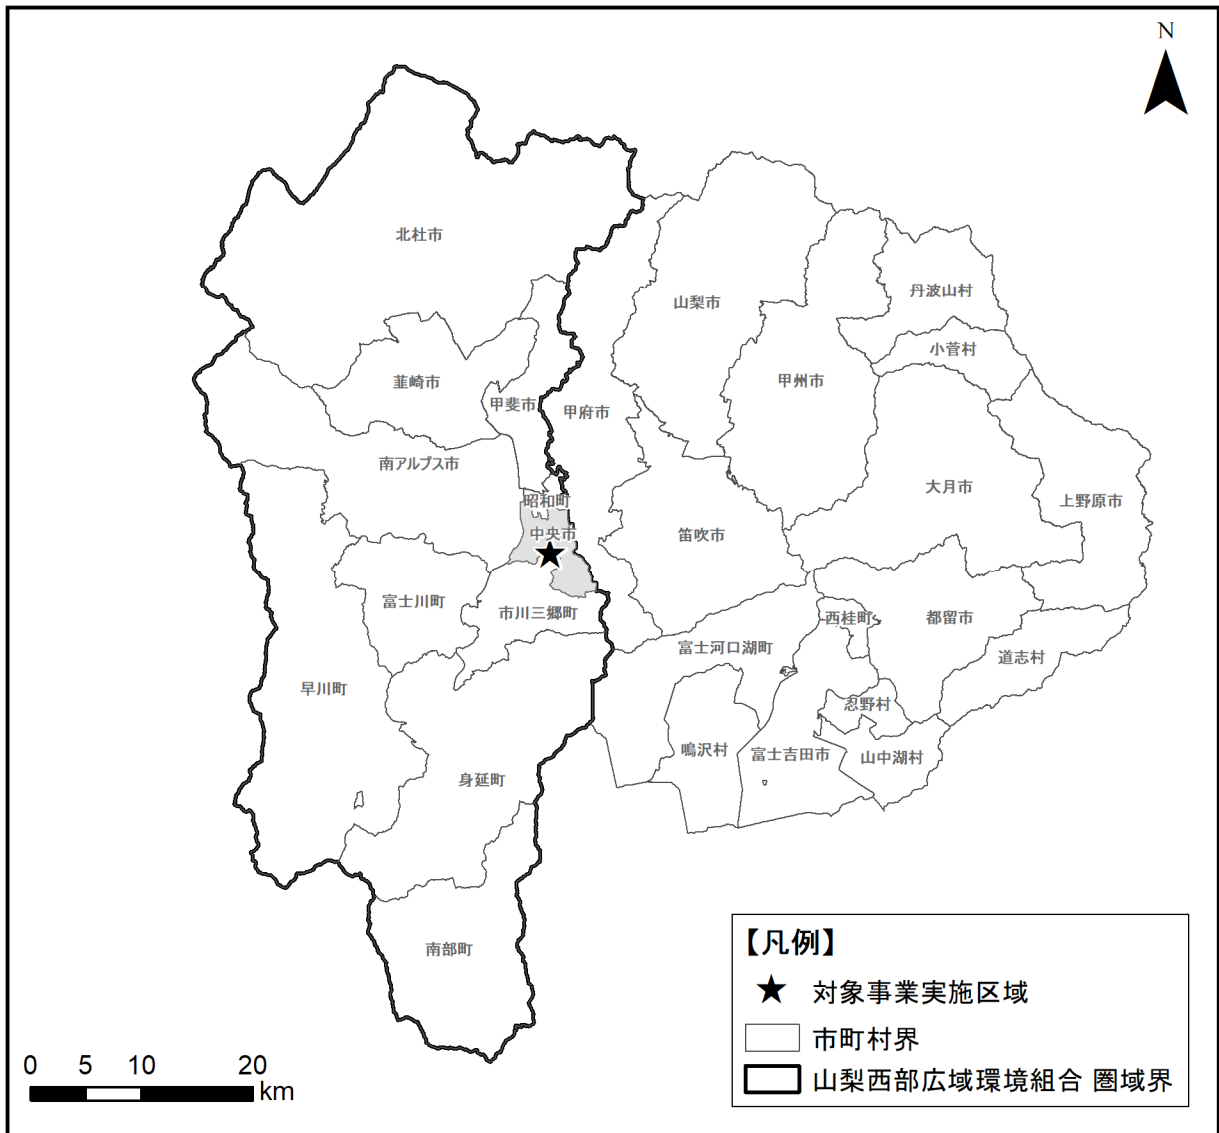 N
北杜市
山梨市
丹波山村
小菅村
韮崎市
甲州市
甲斐市
甲府市
南アルプス市
大月市
上野原市
昭和町
中央市
笛吹市
富士川町
市川三郷町
西桂町
都留市
富士河口湖町
道志村
早川町
忍野村
鳴沢村
富士吉田市
山中湖村
身延町
南部町
【凡例】
対象事業実施区域
市町村界
山梨西部広域環境組合 圏域界
0 5 10 20
km